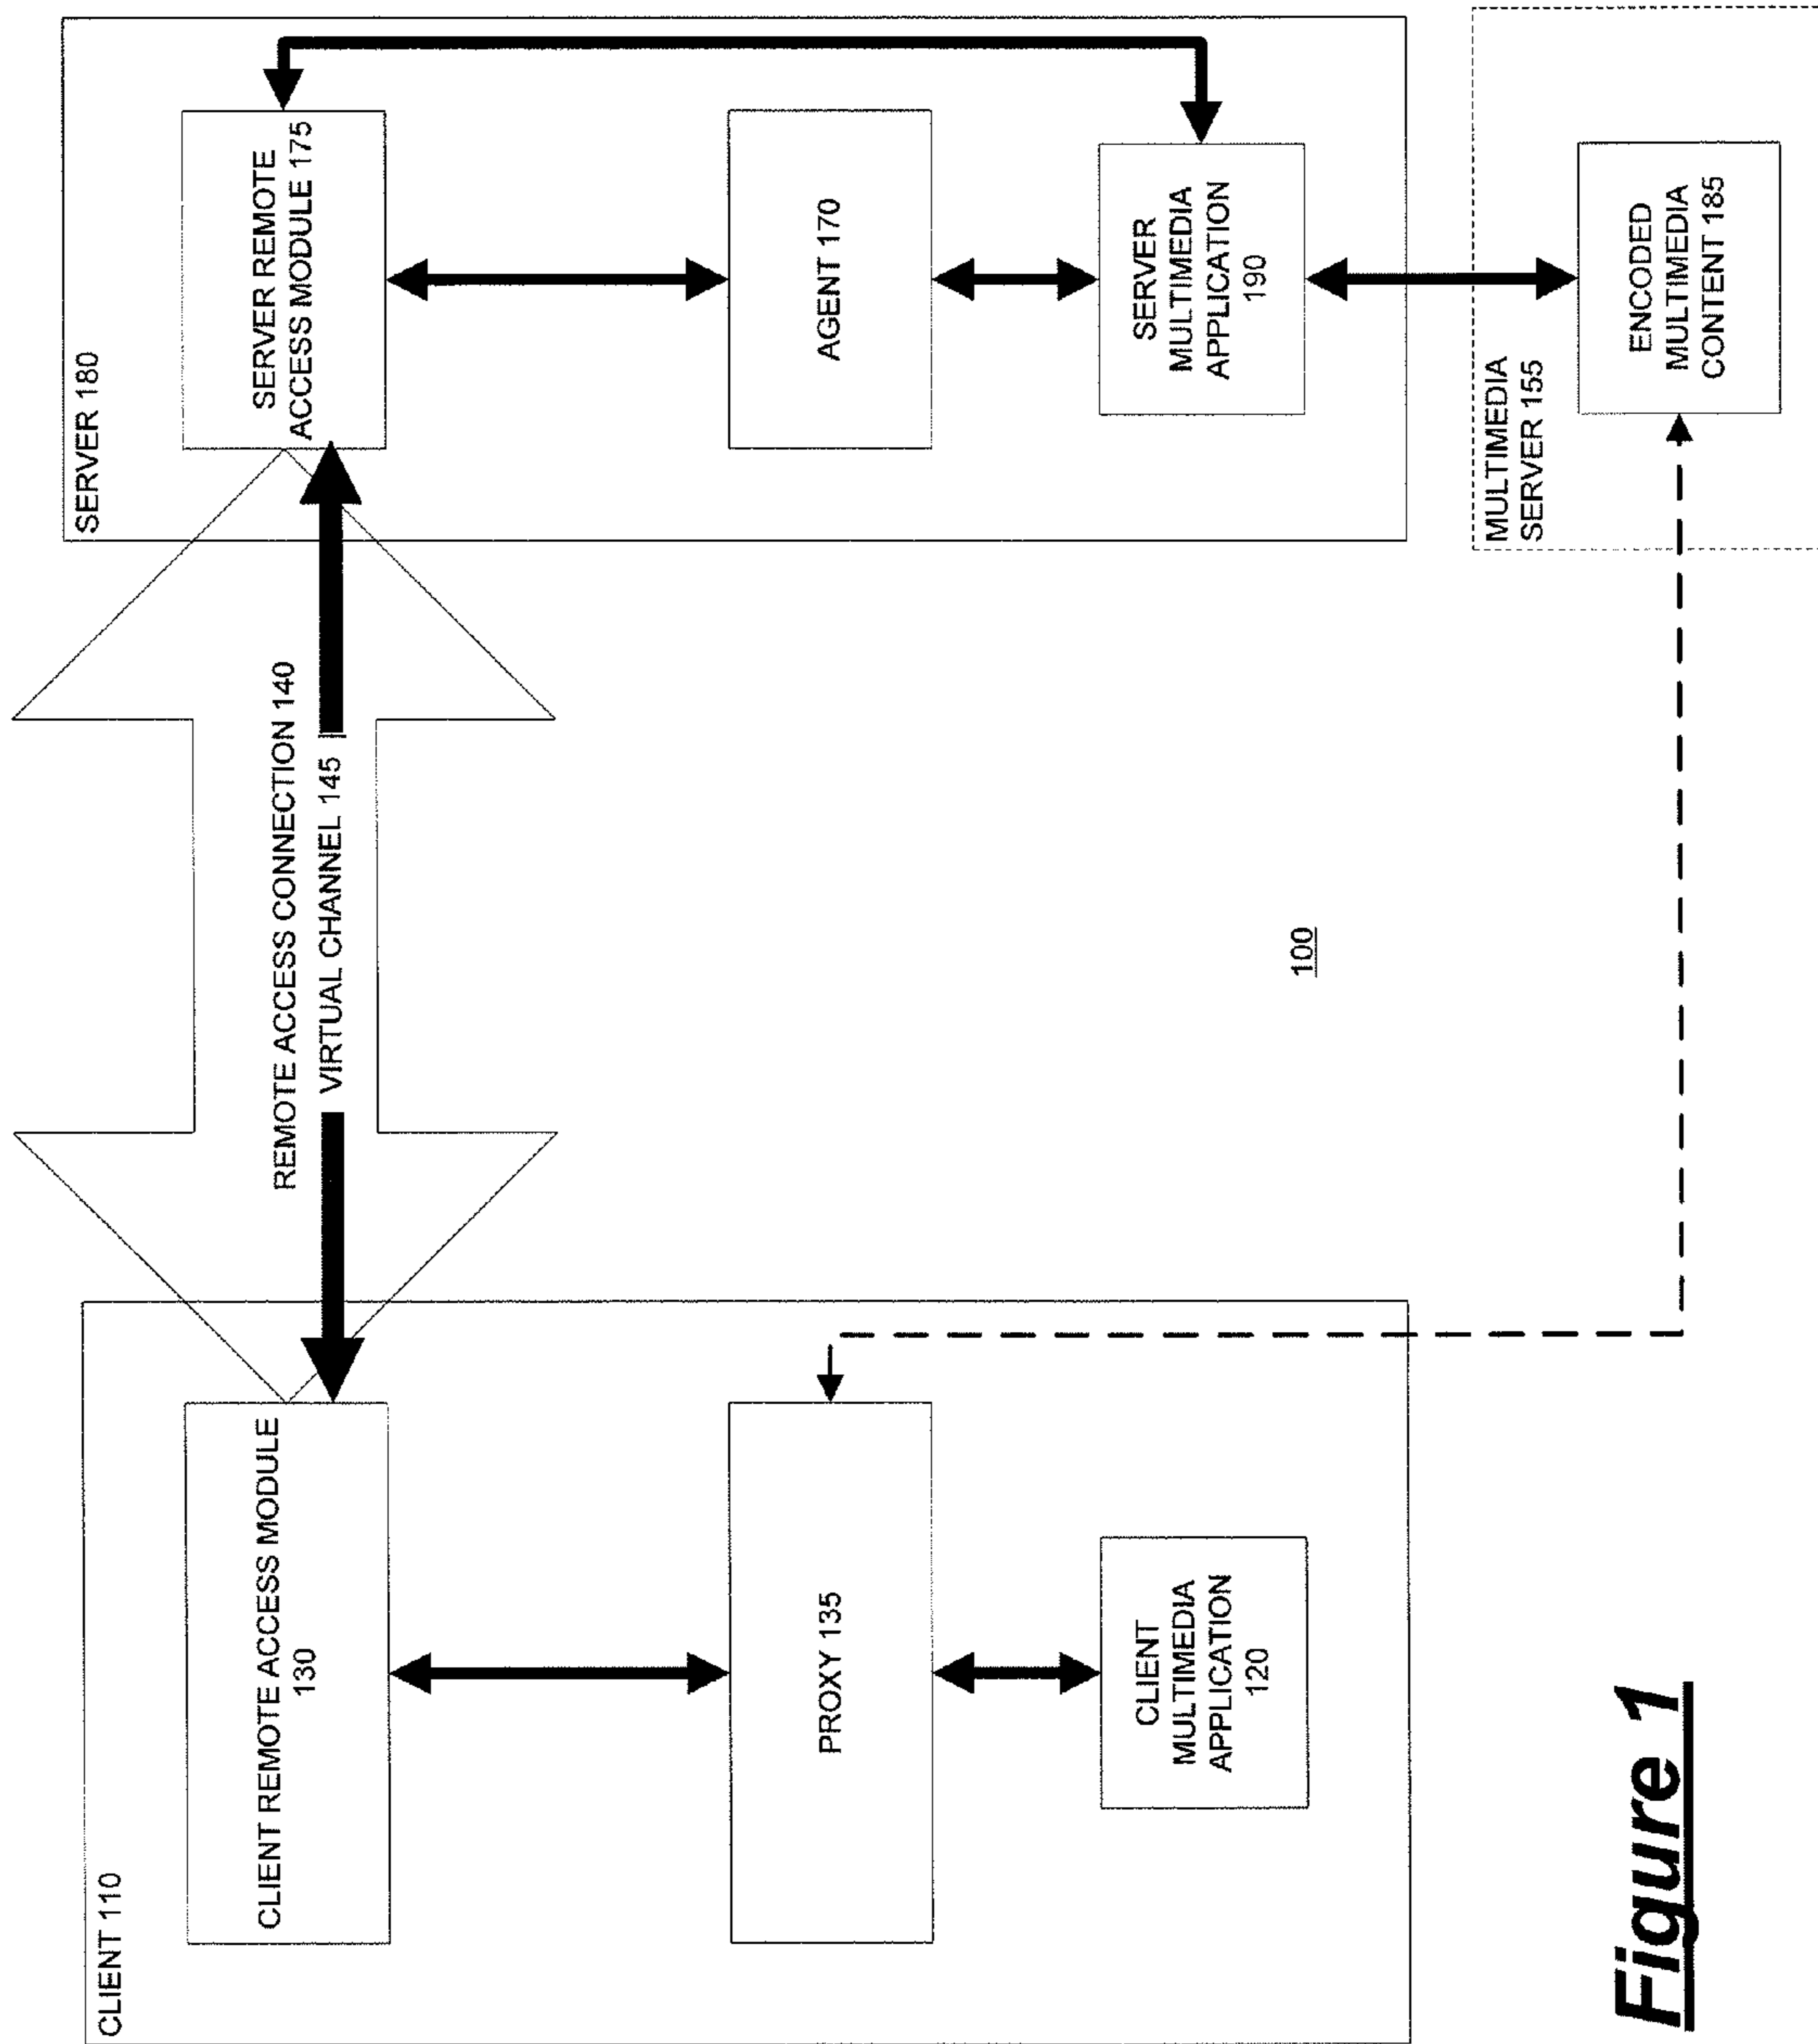 CLIENT 110
CLIENT REMOTE ACCESS MODULE
130
PROXY 135
CLIENT
MULTIMEDIA
APPLICATION
120
REMOTE ACCESS CONNECTION 140
VIRTUAL CHANNEL 145
SERVER 180
SERVER REMOTE
ACCESS MODULE 175
AGENT 170
SERVER
MULTIMEDIA
APPLICATION
190
MULTIMEDIA
SERVER 155
ENCODED
MULTIMEDIA
CONTENT 185
100
Figure 1